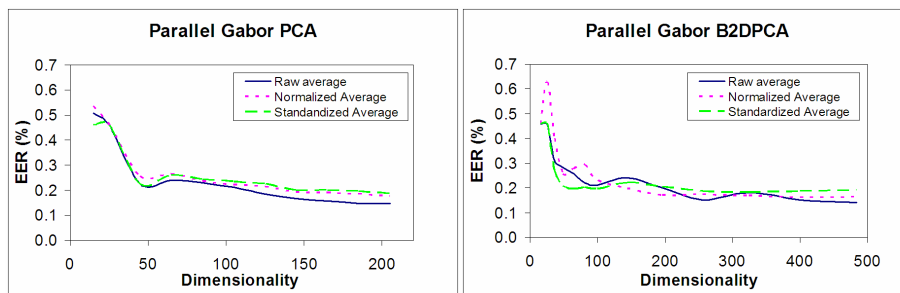 Parallel Gabor PCA
0.7
0.6
0.5
0.4
0.3
0.2
0.1
0.0
EER (%)
Raw average
Normalized Average
Standardized Average
0 50 100 150 200
Dimensionality
Parallel Gabor B2DPCA
0.7
0.6
0.5
0.4
0.3
0.2
0.1
0.0
EER (%)
Raw average
Normalized Average
Standardized Average
0 100 200 300 400 500
Dimensionality